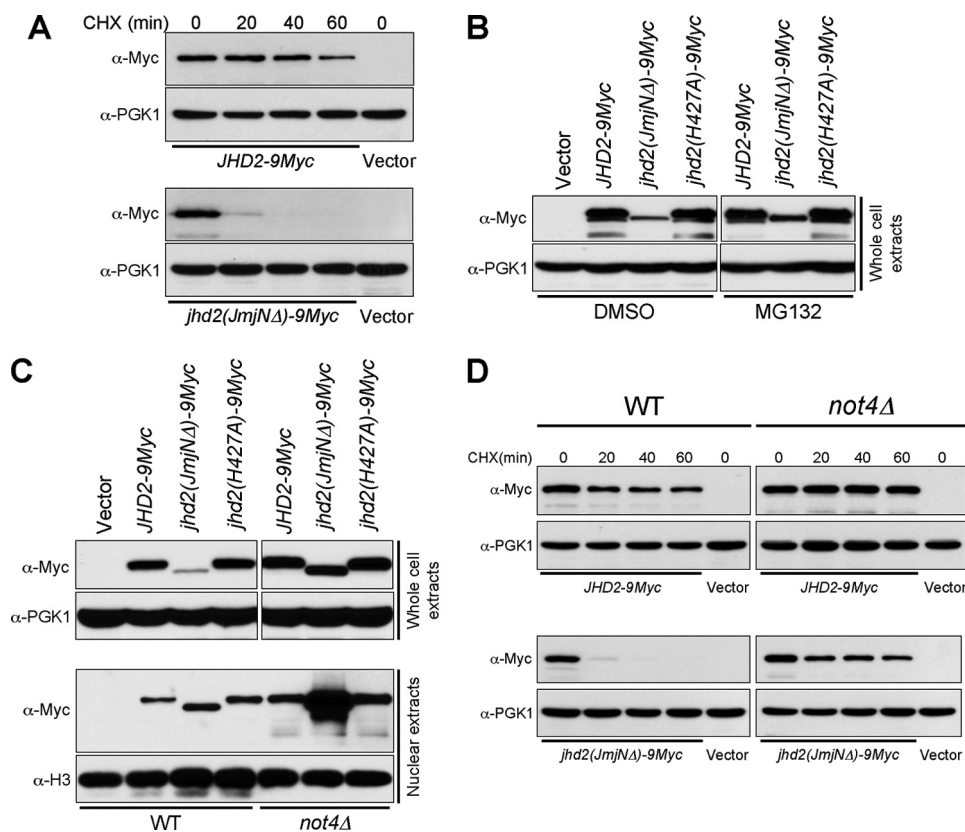 A
CHX (min) 0 20 40 60 0
α-Myc
α-PGK1
JHD2-9Myc Vector
α-Myc
α-PGK1
jhd2(JmjNΔ)-9Myc Vector
B
Vector
JHD2-9Myc
jhd2(JmjNΔ)-9Myc
jhd2(H427A)-9Myc
JHD2-9Myc
jhd2(JmjNΔ)-9Myc
jhd2(H427A)-9Myc
α-Myc
α-PGK1
Whole cell
extracts
DMSO MG132
C
Vector
JHD2-9Myc
jhd2(JmjNΔ)-9Myc
jhd2(H427A)-9Myc
JHD2-9Myc
jhd2(JmjNΔ)-9Myc
jhd2(H427A)-9Myc
α-Myc
α-PGK1
Whole cell
extracts
α-Myc
α-H3
Nuclear extracts
WT not4Δ
D
WT not4Δ
CHX(min) 0 20 40 60 0 0 20 40 60 0
α-Myc
α-PGK1
JHD2-9Myc Vector JHD2-9Myc Vector
α-Myc
α-PGK1
jhd2(JmjNΔ)-9Myc Vector jhd2(JmjNΔ)-9Myc Vector